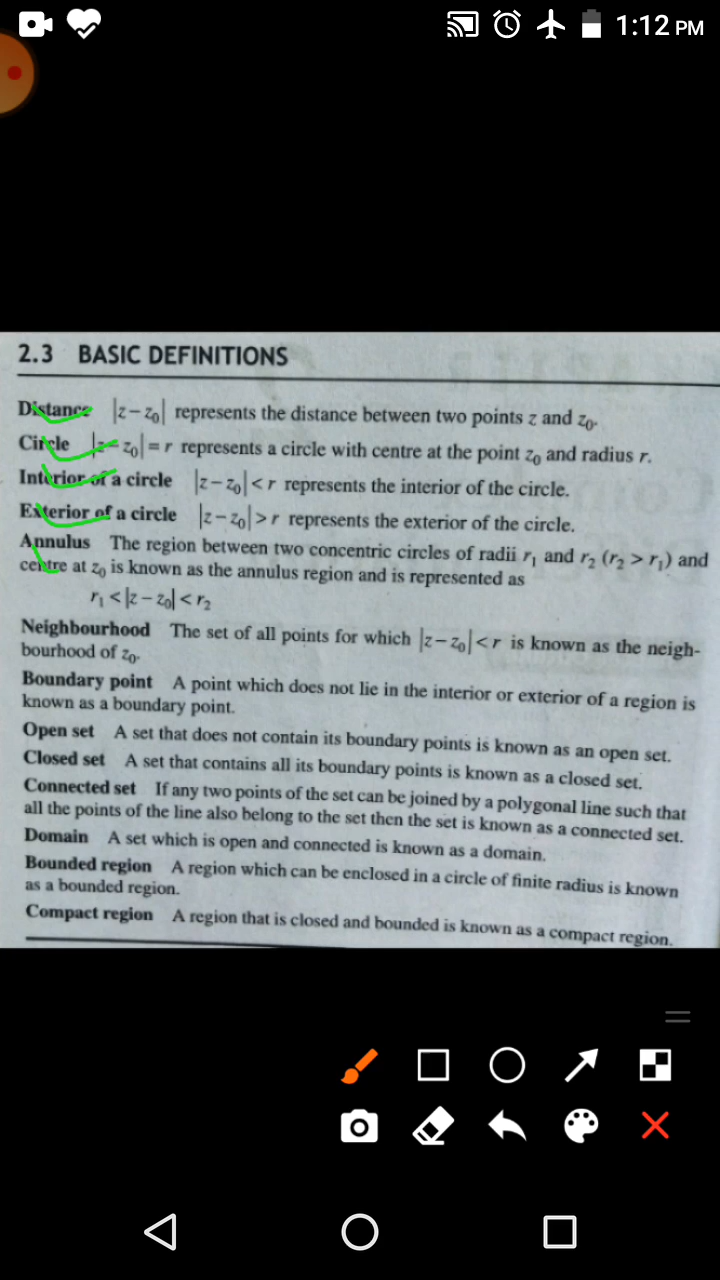 1:12 PM
2.3 BASIC DEFINITIONS
Distance |z – z₀| represents the distance between two points z and z₀.
Circle |z – z₀| = r represents a circle with centre at the point z₀ and radius r.
Interior of a circle |z – z₀| < r represents the interior of the circle.
Exterior of a circle |z – z₀| > r represents the exterior of the circle.
Annulus The region between two concentric circles of radii r₁ and r₂ (r₂ > r₁) and
centre at z₀ is known as the annulus region and is represented as
r₁ < |z – z₀| < r₂
Neighbourhood The set of all points for which |z – z₀| < r is known as the neigh-
bourhood of z₀.
Boundary point A point which does not lie in the interior or exterior of a region is
known as a boundary point.
Open set A set that does not contain its boundary points is known as an open set.
Closed set A set that contains all its boundary points is known as a closed set.
Connected set If any two points of the set can be joined by a polygonal line such that
all the points of the line also belong to the set then the set is known as a connected set.
Domain A set which is open and connected is known as a domain.
Bounded region A region which can be enclosed in a circle of finite radius is known
as a bounded region.
Compact region A region that is closed and bounded is known as a compact region.